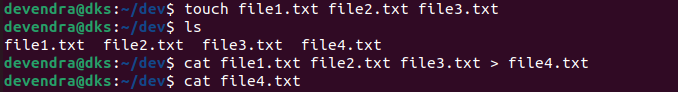 devendra@dks:~/dev$ touch file1.txt file2.txt file3.txt
devendra@dks:~/dev$ ls
file1.txt  file2.txt  file3.txt  file4.txt
devendra@dks:~/dev$ cat file1.txt file2.txt file3.txt > file4.txt
devendra@dks:~/dev$ cat file4.txt